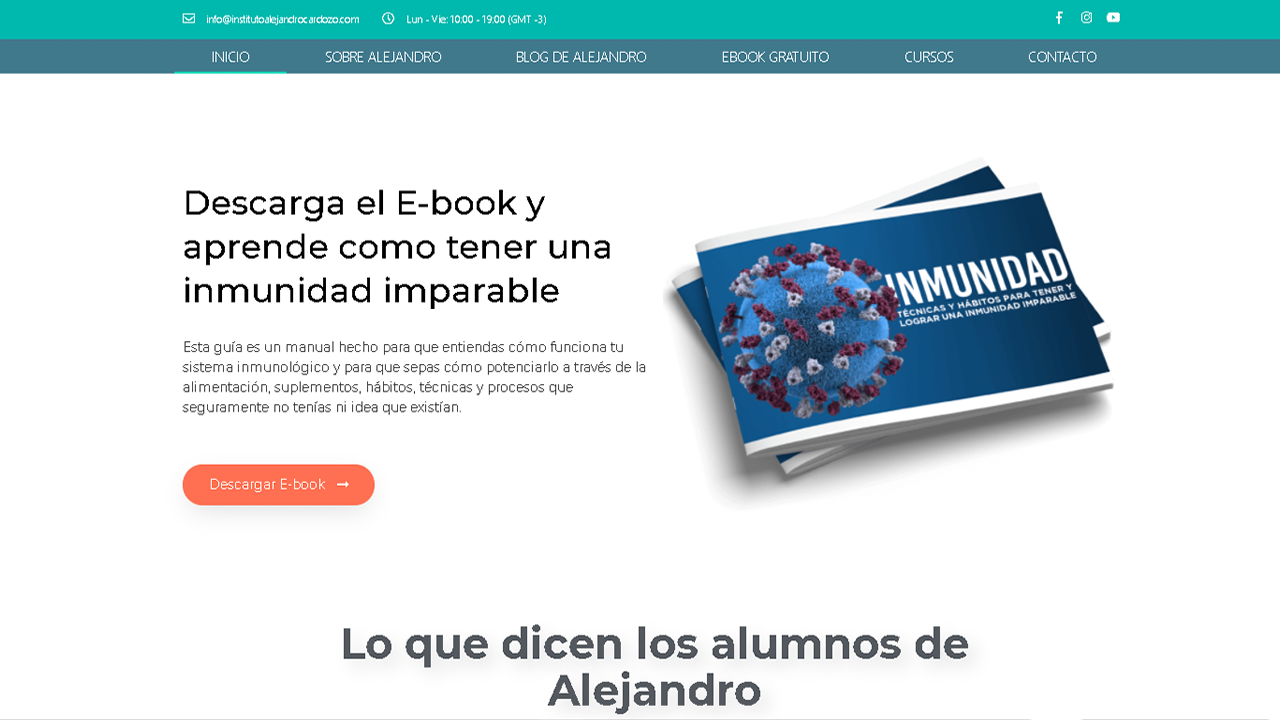 info@institutoalejandrocardozo.com
Lun - Vie: 10:00 - 19:00 (GMT -3)
INICIO
SOBRE ALEJANDRO
BLOG DE ALEJANDRO
EBOOK GRATUITO
CURSOS
CONTACTO
Descarga el E-book y
aprende como tener una
inmunidad imparable
Esta guía es un manual hecho para que entiendas cómo funciona tu
sistema inmunológico y para que sepas cómo potenciarlo a través de la
alimentación, suplementos, hábitos, técnicas y procesos que
seguramente no tenías ni idea que existían.
Descargar E-book
INMUNIDAD
TÉCNICAS Y HÁBITOS PARA TENER Y
LOGRAR UNA INMUNIDAD IMPARABLE
Lo que dicen los alumnos de
Alejandro